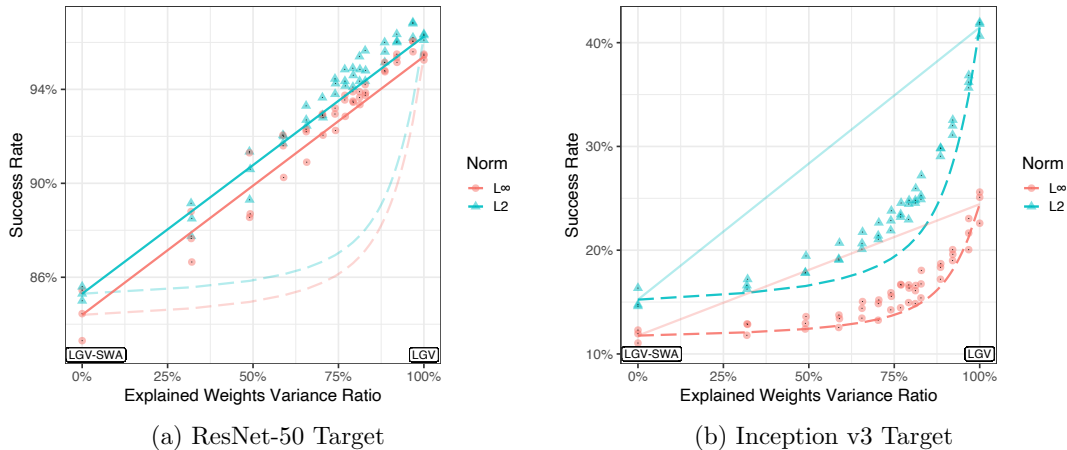 Success Rate
94%
90%
86%
LGV-SWA
LGV
0%
25%
50%
75%
100%
Explained Weights Variance Ratio
Norm
L∞
L2
(a) ResNet-50 Target
Success Rate
40%
30%
20%
10%
LGV-SWA
LGV
0%
25%
50%
75%
100%
Explained Weights Variance Ratio
Norm
L∞
L2
(b) Inception v3 Target